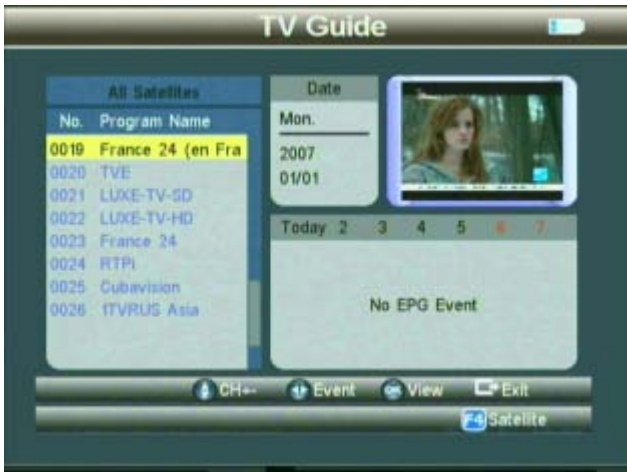 TV Guide
All Satellites
No. Program Name
0019 France 24 (en Fra
0020 TVE
0021 LUXE-TV-SD
0022 LUXE-TV-HD
0023 France 24
0024 RTPi
0025 Cubavision
0026 1TVRUS Asia
Date
Mon.
2007
01/01
Today 2 3 4 5 6 7
No EPG Event
CH+- Event OK View Exit
F4 Satellite